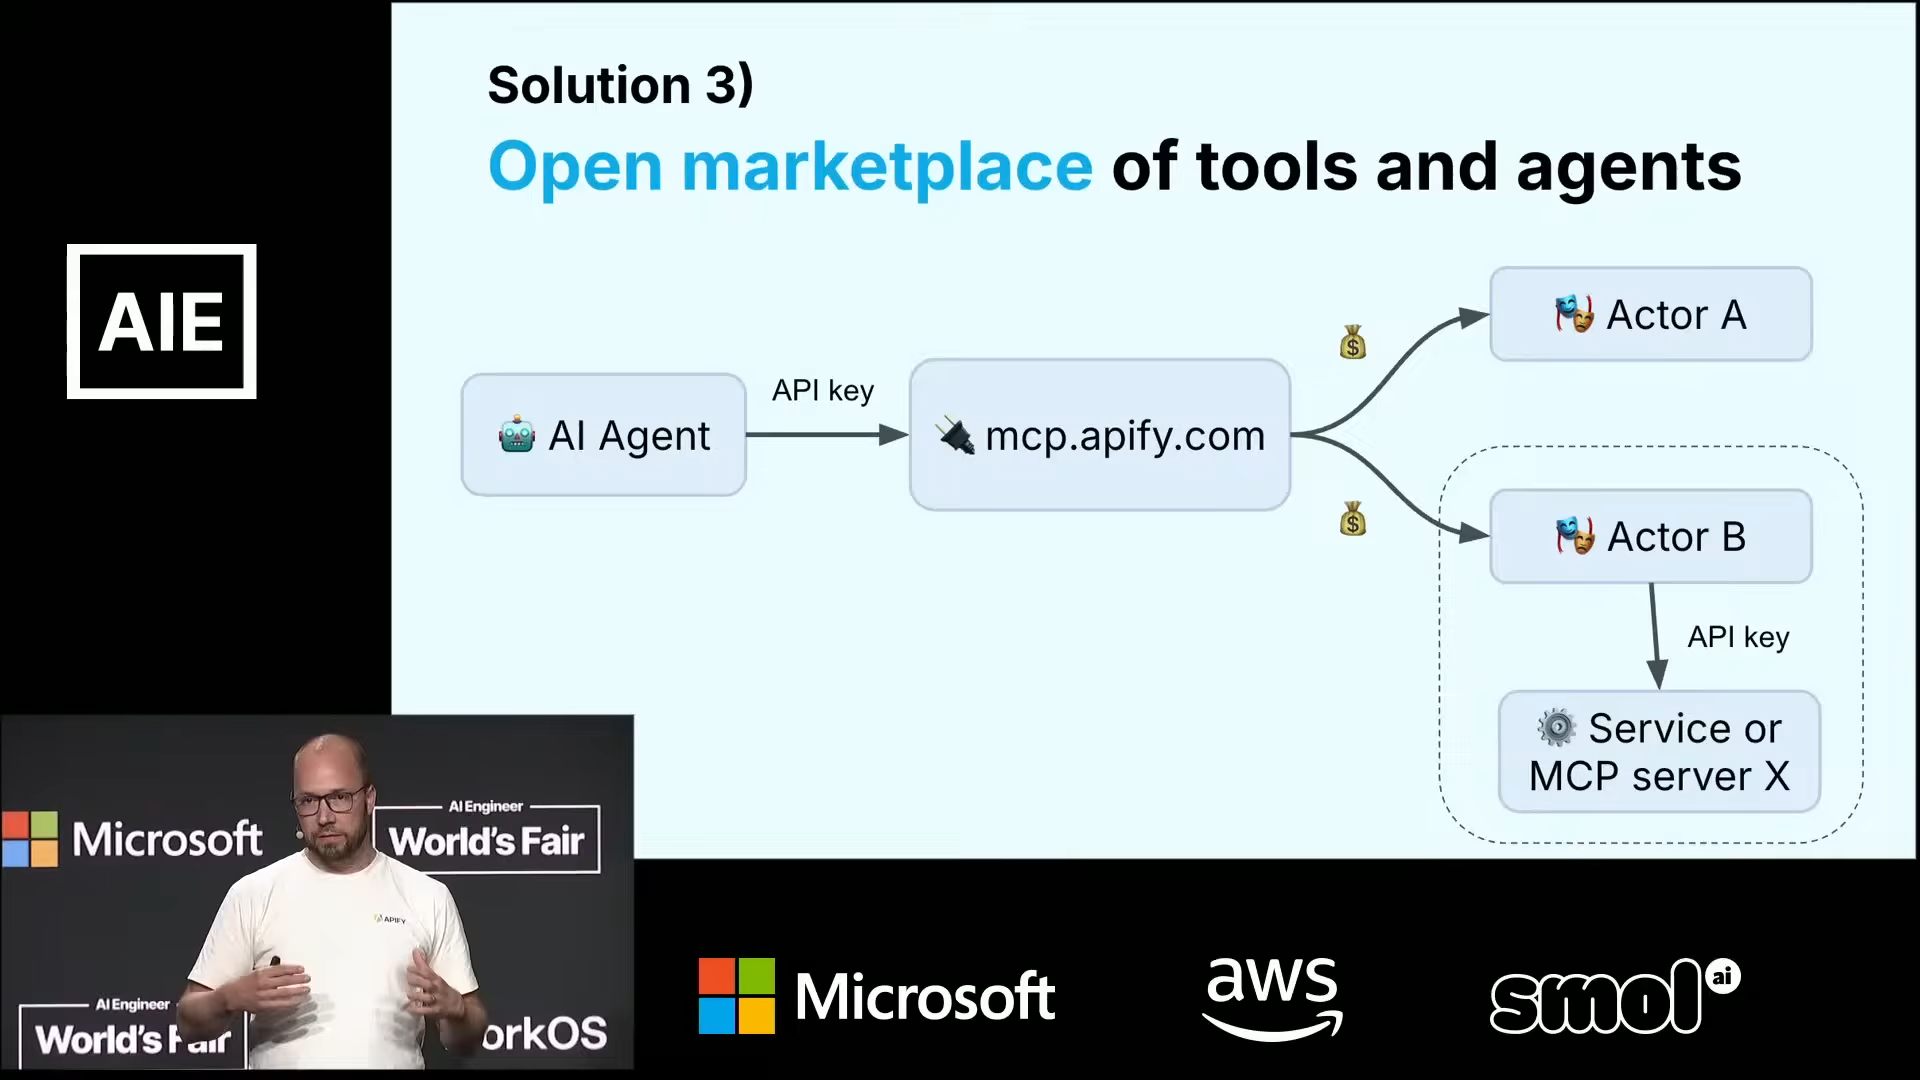 Solution 3)
Open marketplace of tools and agents
AIE
AI Agent
API key
mcp.apify.com
Actor A
Actor B
API key
Service or
MCP server X
Microsoft
AI Engineer
World's Fair
APIFY
AI Engineer
World's Fair
orkOS
Microsoft
aws
smol ai